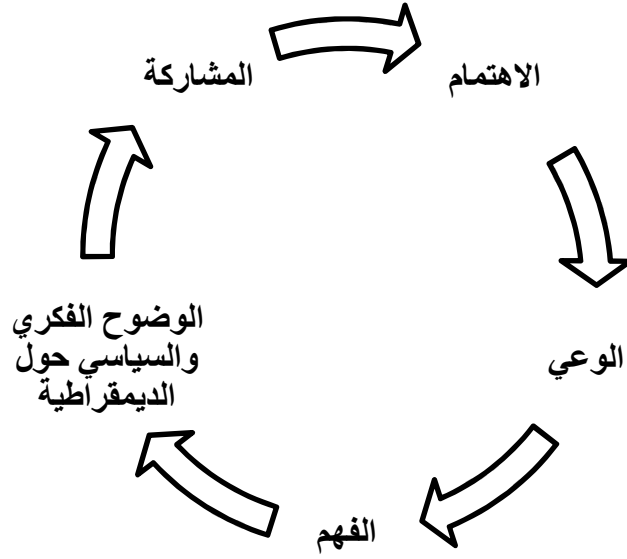 المشاركة
الاهتمام
الوعي
الفهم
الوضوح الفكري
والسياسي حول
الديمقراطية